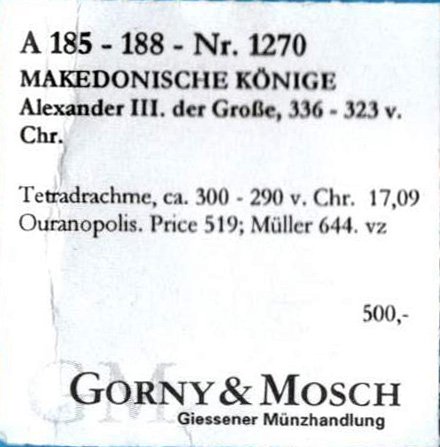 A 185 - 188 - Nr. 1270
MAKEDONISCHE KÖNIGE
Alexander III. der Große, 336 - 323 v.
Chr.
Tetradrachme, ca. 300 - 290 v. Chr. 17,09
Ouranopolis. Price 519; Müller 644. vz
500,-
GM
GORNY & MOSCH
Giessener Münzhandlung